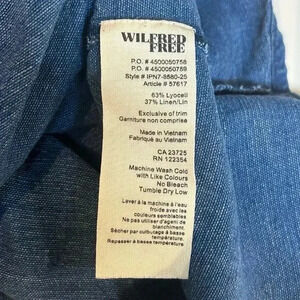 WILFRED
FREE
P.O. # 4500050758
P.O. # 4500050759
Style # IPN7-8580-25
Article # 57617
63% Lyocell
37% Linen/Lin
Exclusive of trim
Garniture non comprise
Made in Vietnam
Fabriqué au Vietnam
CA 23725
RN 122354
Machine Wash Cold
with Like Colours
No Bleach
Tumble Dry Low
Laver à la machine à l'eau
froide avec les
couleurs semblables
Ne pas utiliser d'agent de
blanchiment.
Sécher par culbutage à basse
température.
Repasser à basse température.